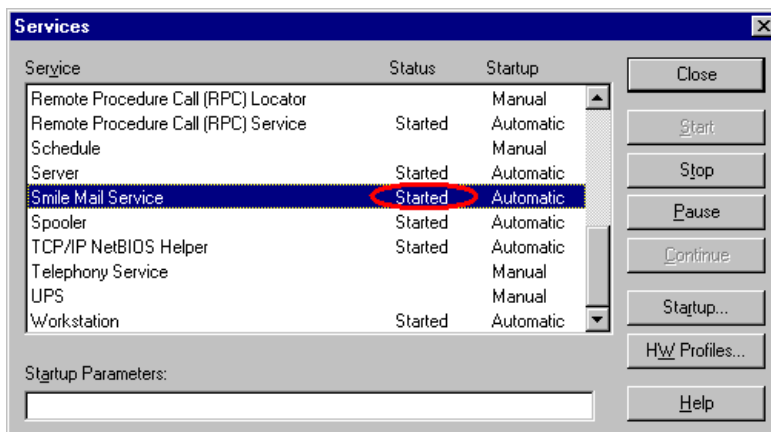 Services
Service Status Startup
Remote Procedure Call (RPC) Locator Manual
Remote Procedure Call (RPC) Service Started Automatic
Schedule Manual
Server Started Automatic
Smile Mail Service Started Automatic
Spooler Started Automatic
TCP/IP NetBIOS Helper Started Automatic
Telephony Service Manual
UPS Manual
Workstation Started Automatic
Startup Parameters:
Close
Start
Stop
Pause
Continue
Startup...
HW Profiles...
Help